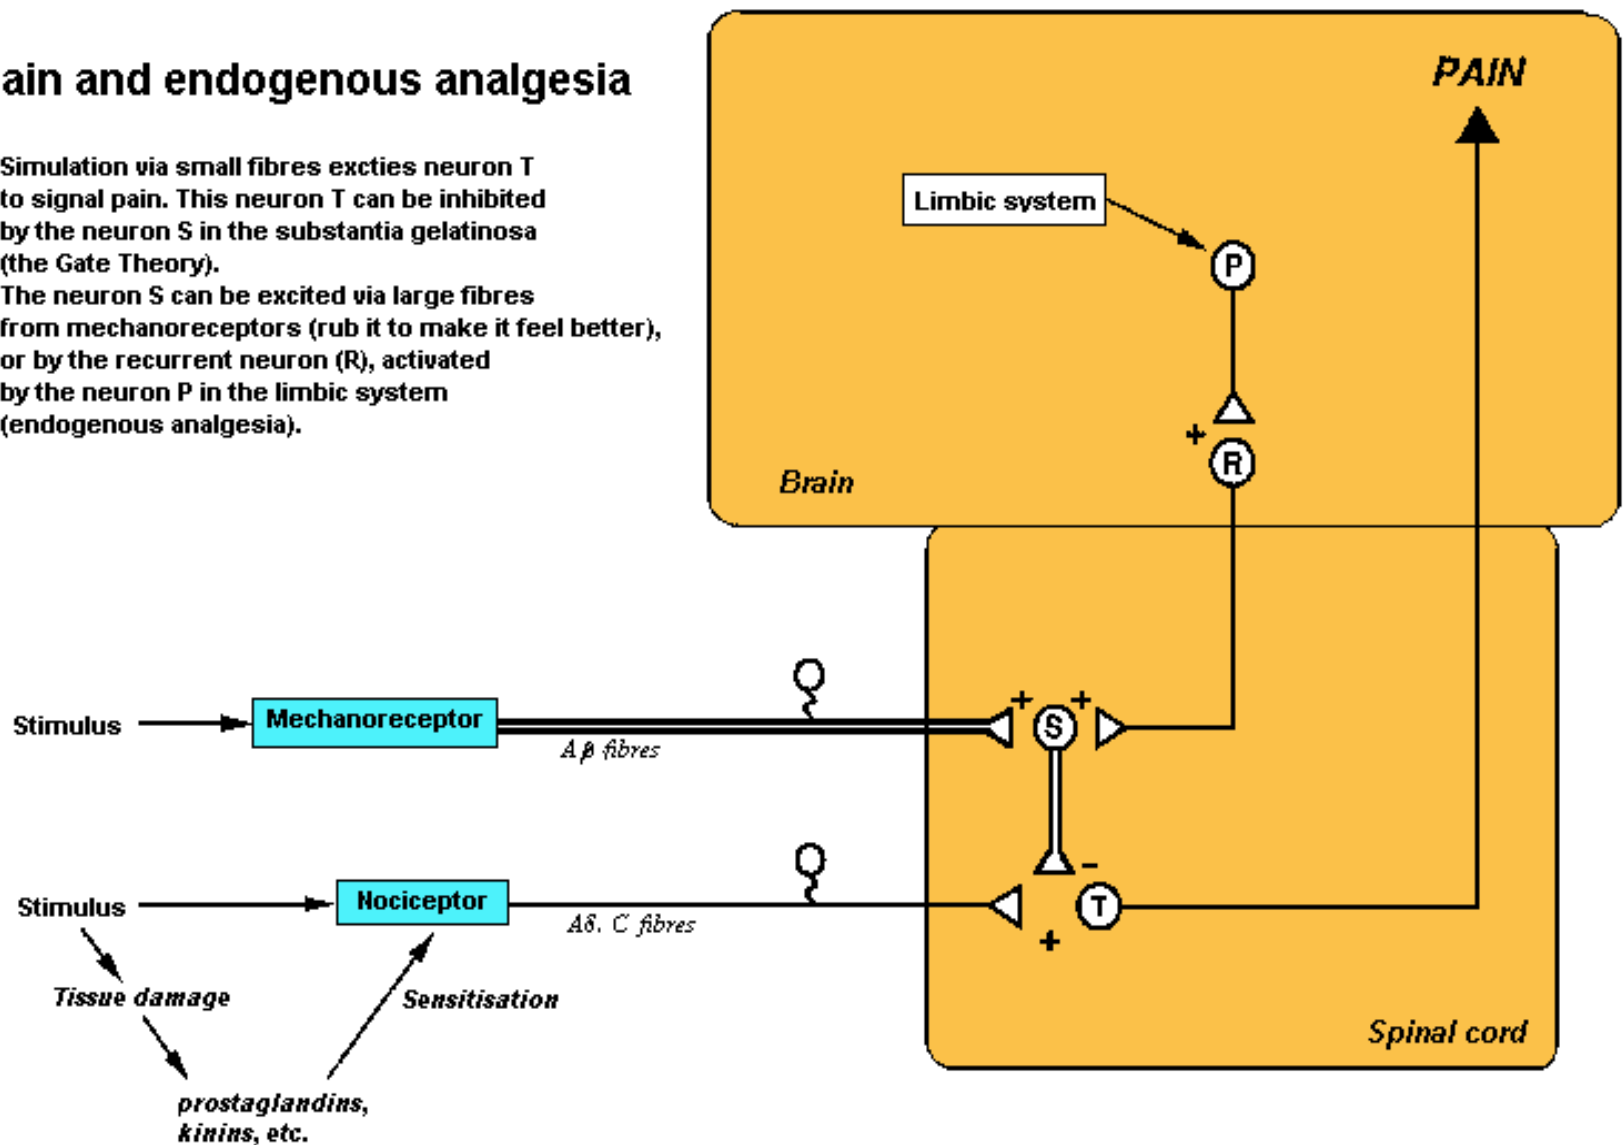 ain and endogenous analgesia
Simulation via small fibres excties neuron T
to signal pain. This neuron T can be inhibited
by the neuron S in the substantia gelatinosa
(the Gate Theory).
The neuron S can be excited via large fibres
from mechanoreceptors (rub it to make it feel better),
or by the recurrent neuron (R), activated
by the neuron P in the limbic system
(endogenous analgesia).
PAIN
Limbic system
P
+
R
Brain
Stimulus
Mechanoreceptor
Aβ fibres
+ +
S
-
Stimulus
Nociceptor
Aδ. C fibres
T
+
Tissue damage
Sensitisation
prostaglandins,
kinins, etc.
Spinal cord